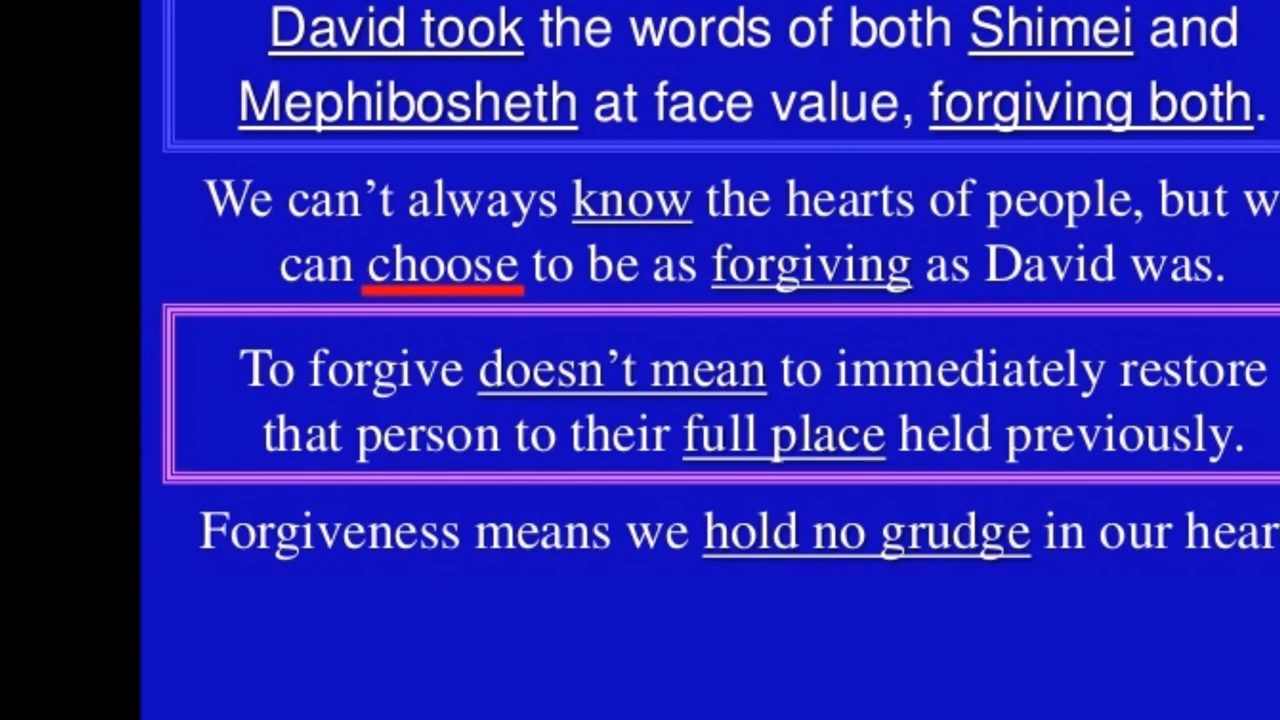 David took the words of both Shimei and
Mephibosheth at face value, forgiving both.
We can’t always know the hearts of people, but
can choose to be as forgiving as David was.
To forgive doesn’t mean to immediately restore
that person to their full place held previously.
Forgiveness means we hold no grudge in our